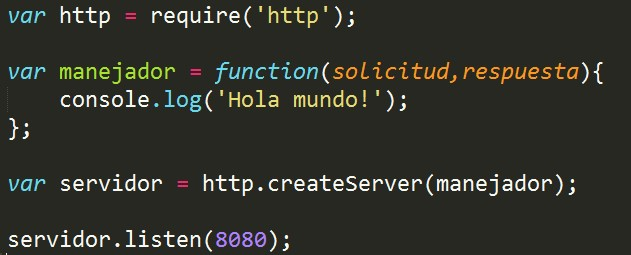 var http = require('http');
var manejador = function(solicitud,respuesta){
    console.log('Hola mundo!');
};
var servidor = http.createServer(manejador);
servidor.listen(8080);